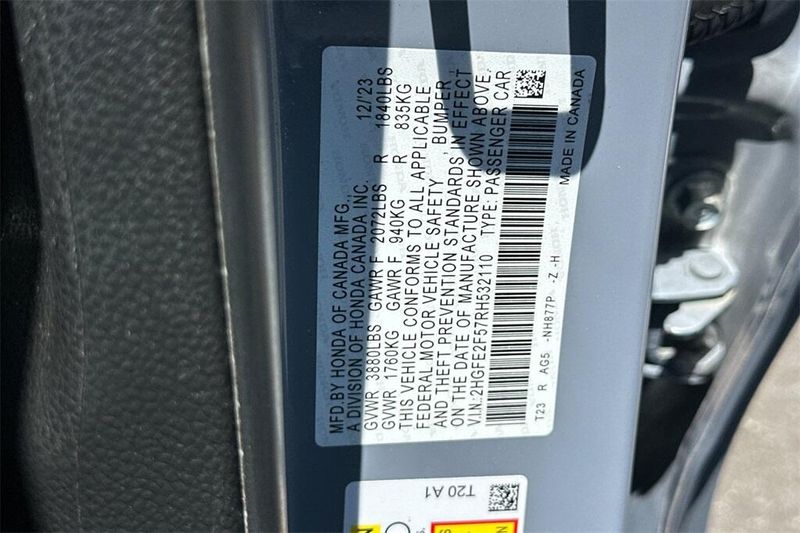 MFD.BY HONDA OF CANADA MFG., 12/'23
A DIVISION OF HONDA CANADA INC.
GVWR 3880LBS GAWR F 2072LBS R 1840LBS
GVWR 1760KG GAWR F 940KG R 835KG
THIS VEHICLE CONFORMS TO ALL APPLICABLE
FEDERAL MOTOR VEHICLE SAFETY, BUMPER,
AND THEFT PREVENTION STANDARDS IN EFFECT
ON THE DATE OF MANUFACTURE SHOWN ABOVE.
V.I.N.:2HGFE2F57RH532110 TYPE: PASSENGER CAR
T23 R AG5 -NH877P -Z -H MADE IN CANADA
T20 A1